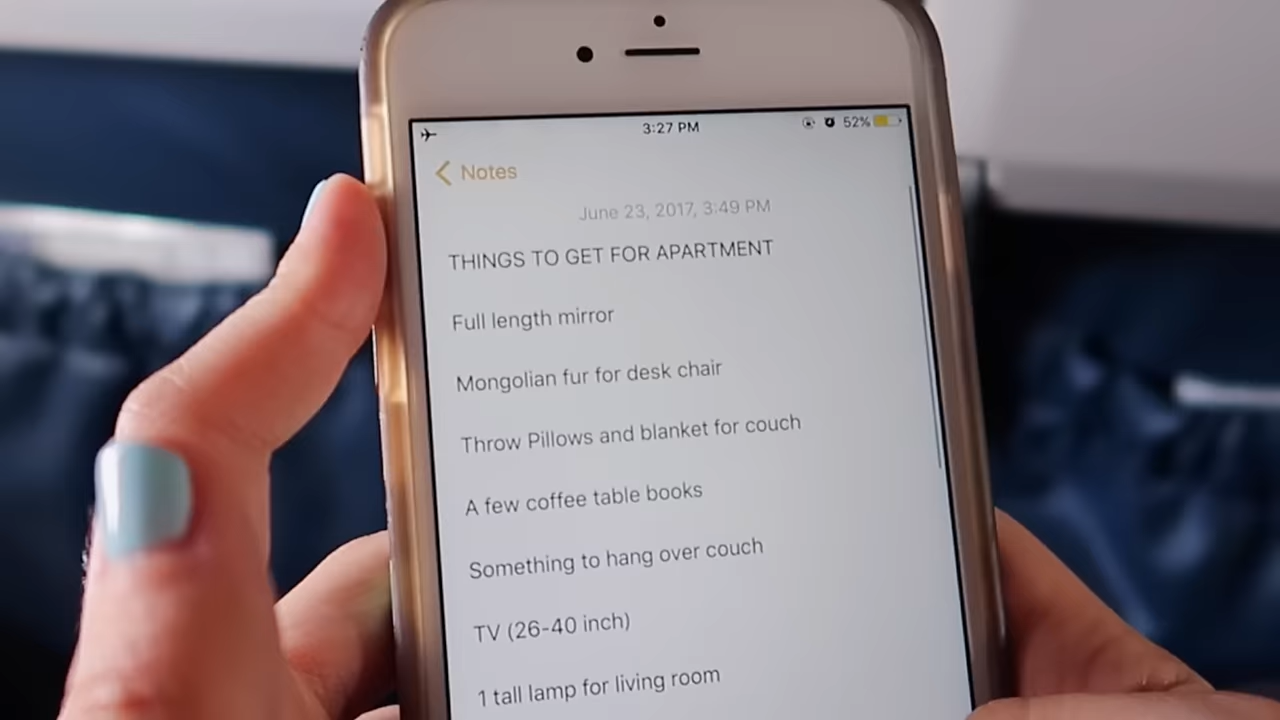 3:27 PM
52%
Notes
June 23, 2017, 3:49 PM
THINGS TO GET FOR APARTMENT
Full length mirror
Mongolian fur for desk chair
Throw Pillows and blanket for couch
A few coffee table books
Something to hang over couch
TV (26-40 inch)
1 tall lamp for living room